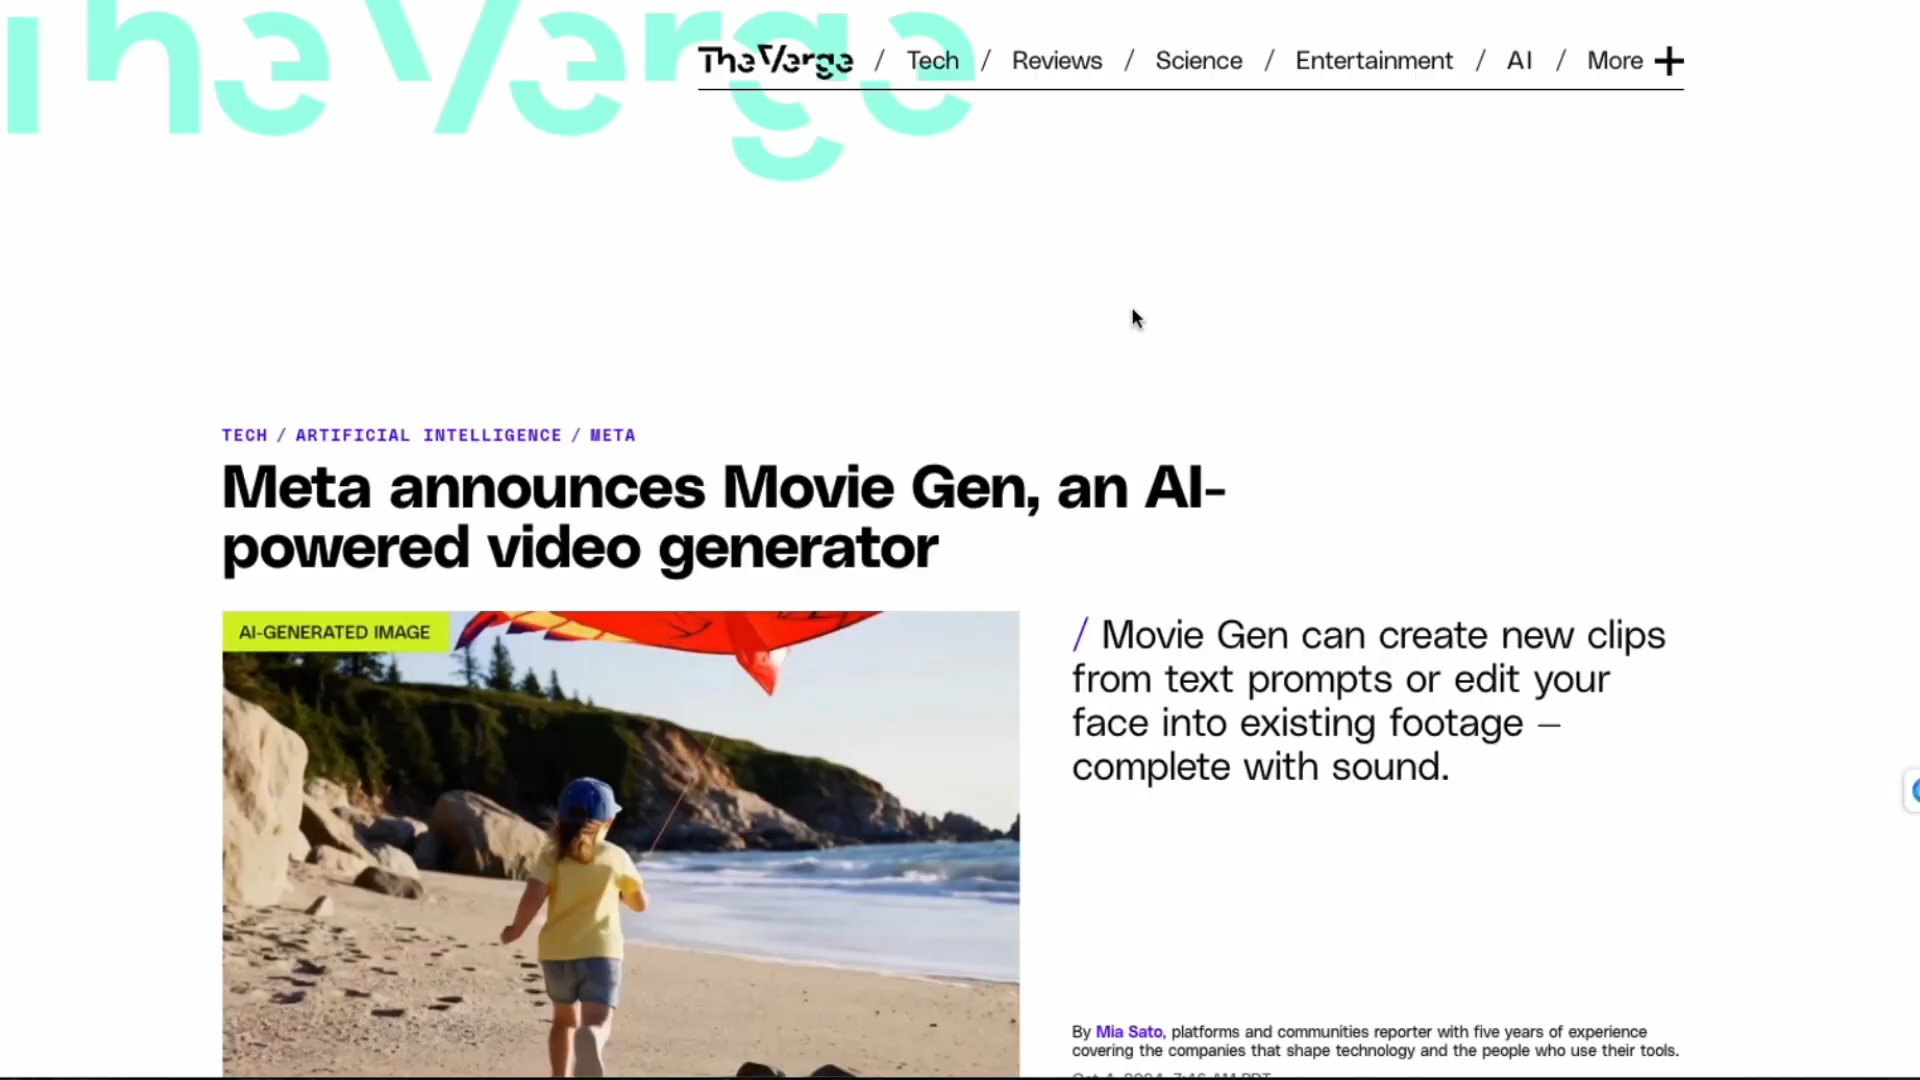 The Verge
The Verge / Tech / Reviews / Science / Entertainment / AI / More +
TECH / ARTIFICIAL INTELLIGENCE / META
Meta announces Movie Gen, an AI-
powered video generator
AI-GENERATED IMAGE
/ Movie Gen can create new clips
from text prompts or edit your
face into existing footage —
complete with sound.
By Mia Sato, platforms and communities reporter with five years of experience
covering the companies that shape technology and the people who use their tools.